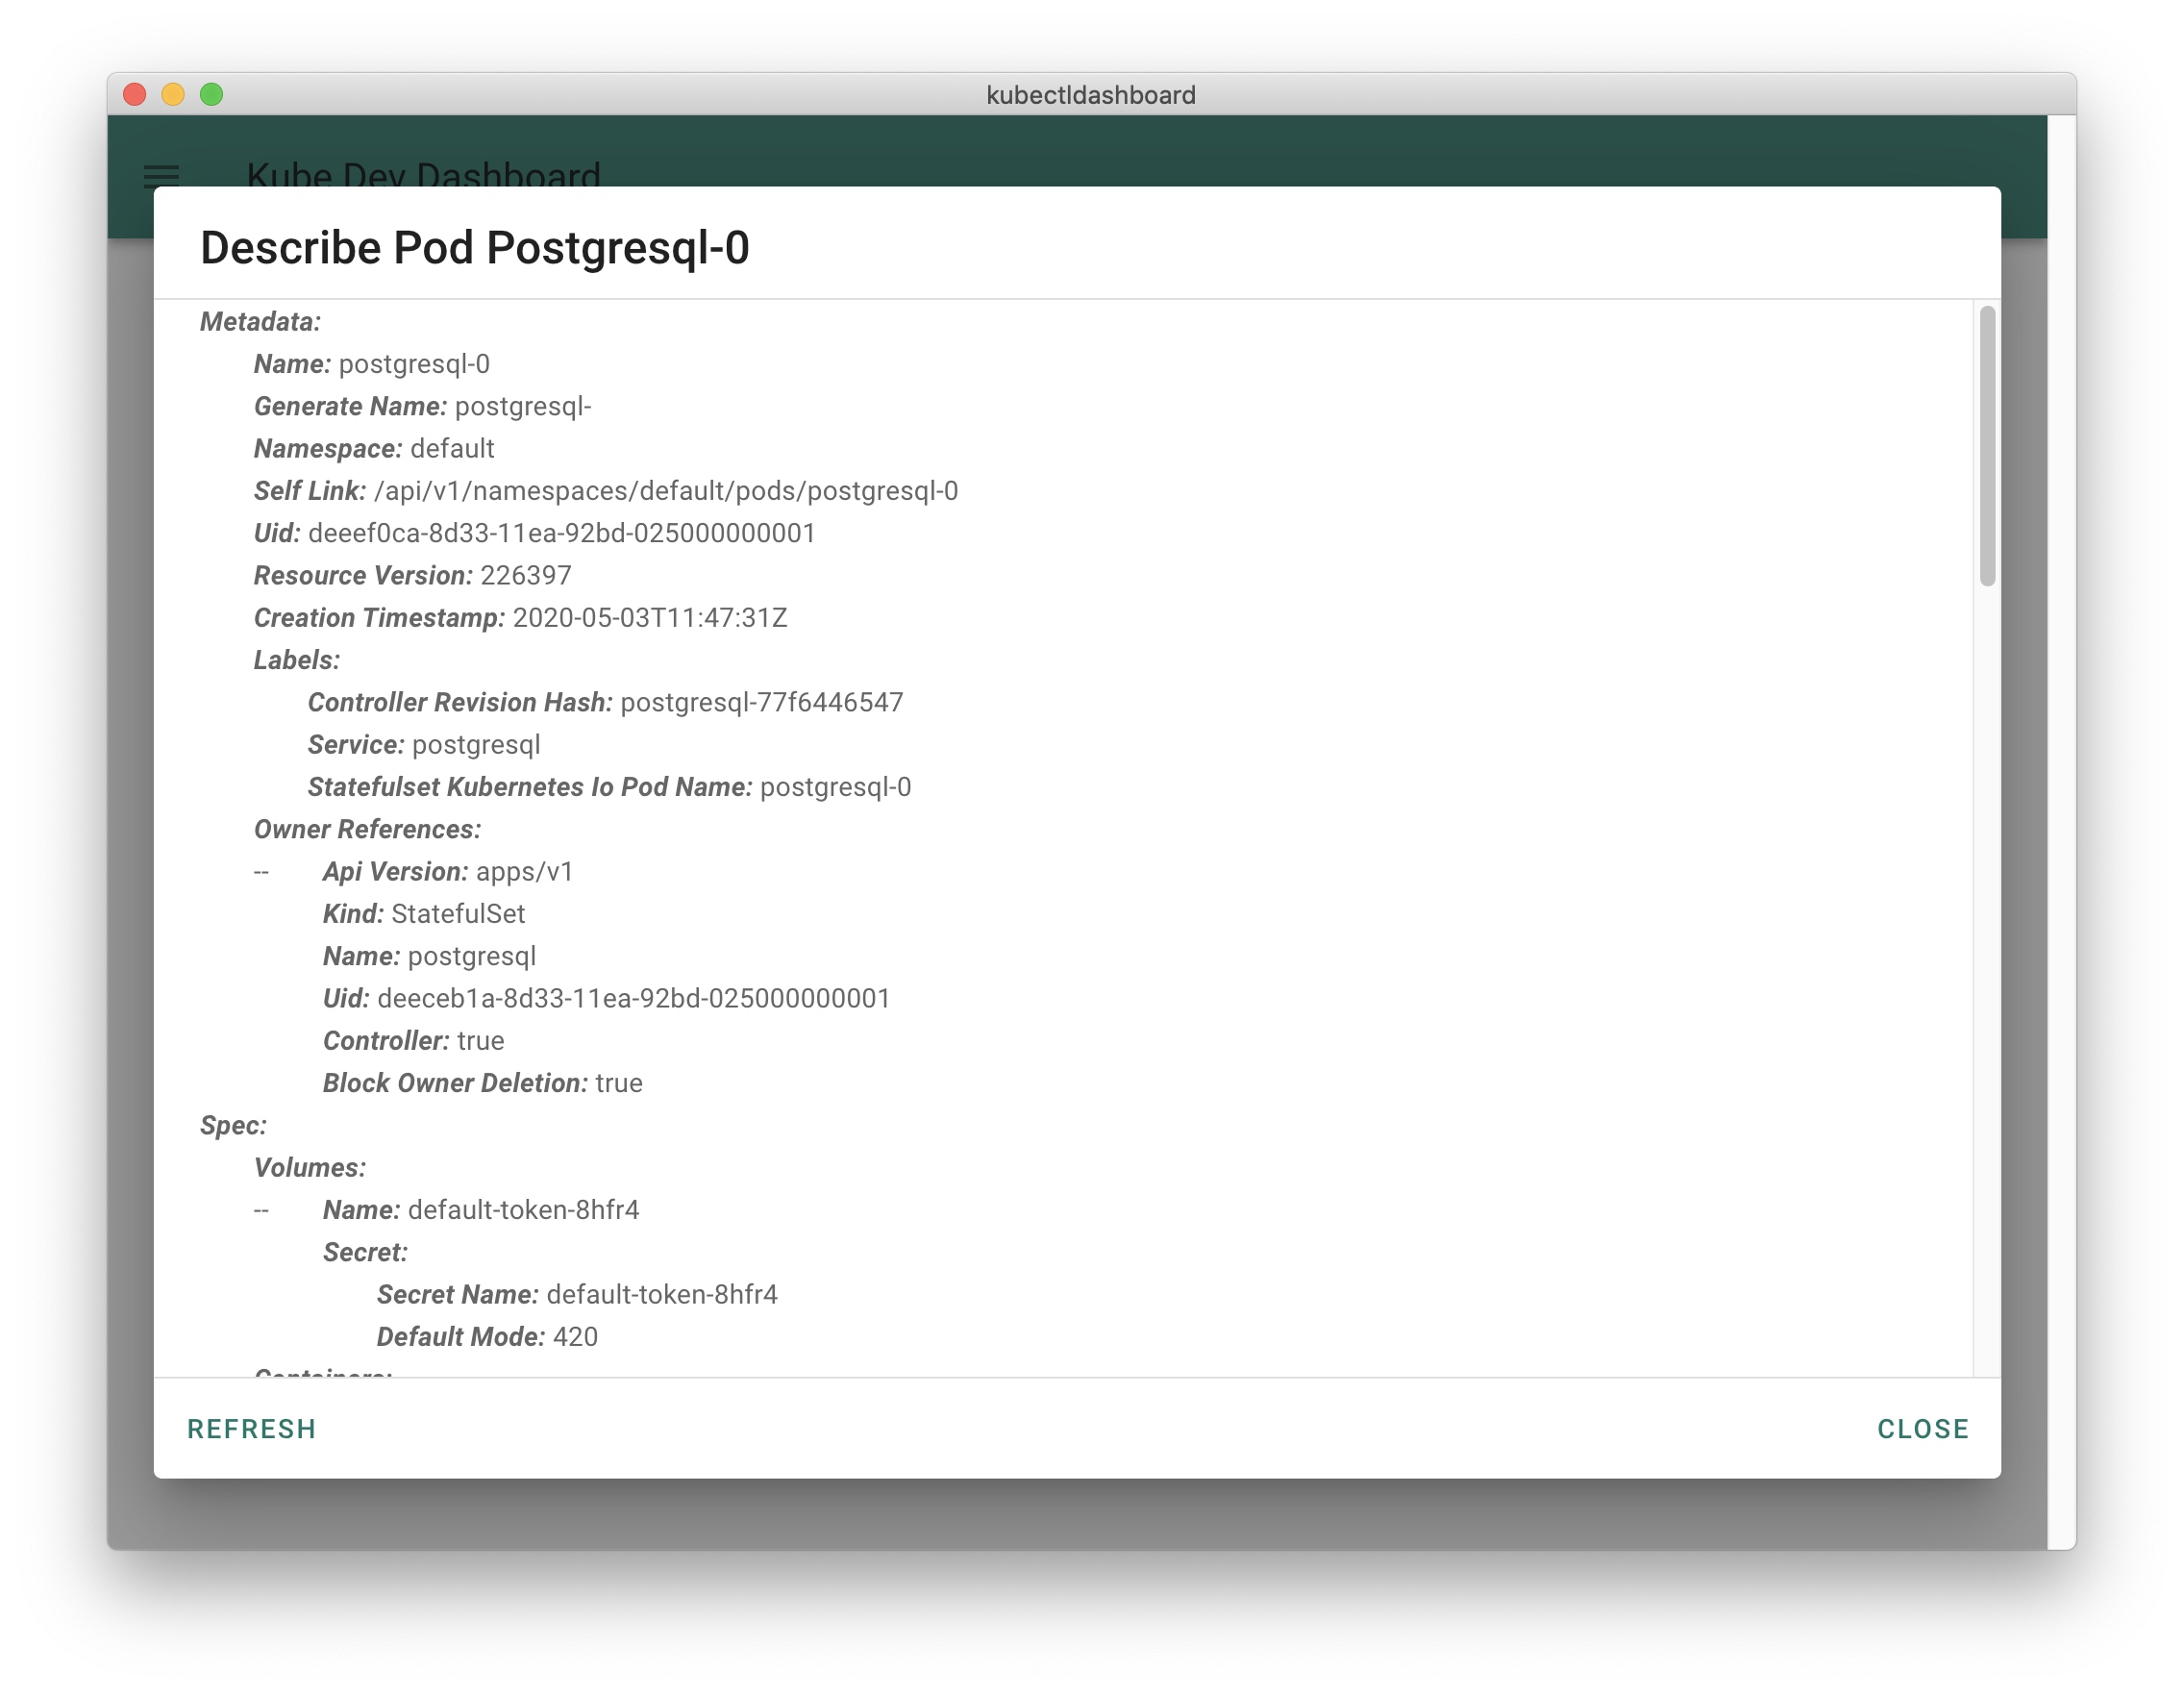 kubectldashboard
Kube Dev Dashboard
Describe Pod Postgresql-0
Metadata:
Name: postgresql-0
Generate Name: postgresql-
Namespace: default
Self Link: /api/v1/namespaces/default/pods/postgresql-0
Uid: deeef0ca-8d33-11ea-92bd-025000000001
Resource Version: 226397
Creation Timestamp: 2020-05-03T11:47:31Z
Labels:
Controller Revision Hash: postgresql-77f6446547
Service: postgresql
Statefulset Kubernetes Io Pod Name: postgresql-0
Owner References:
-- Api Version: apps/v1
Kind: StatefulSet
Name: postgresql
Uid: deeceb1a-8d33-11ea-92bd-025000000001
Controller: true
Block Owner Deletion: true
Spec:
Volumes:
-- Name: default-token-8hfr4
Secret:
Secret Name: default-token-8hfr4
Default Mode: 420
Containers:
REFRESH
CLOSE